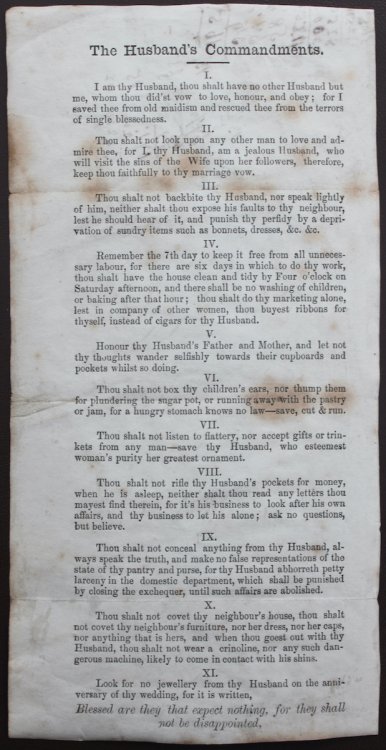 The Husband's Commandments.
I.
I am thy Husband, thou shalt have no other Husband but
me, whom thou did'st vow to love, honour, and obey; for I
saved thee from old maidism and rescued thee from the terrors
of single blessedness.
II.
Thou shalt not look upon any other man to love and ad-
mire thee, for I, thy Husband, am a jealous Husband, who
will visit the sins of the Wife upon her followers, therefore,
keep thou faithfully to thy marriage vow.
III.
Thou shalt not backbite thy Husband, nor speak lightly
of him, neither shalt thou expose his faults to thy neighbour,
lest he should hear of it, and punish thy perfidy by a depri-
vation of sundry items such as bonnets, dresses, &c. &c.
IV.
Remember the 7th day to keep it free from all unneces-
sary labour, for there are six days in which to do thy work,
thou shalt have the house clean and tidy by Four o'clock on
Saturday afternoon, and there shall be no washing of children,
or baking after that hour; thou shalt do thy marketing alone,
lest in company of other women, thou buyest ribbons for
thyself, instead of cigars for thy Husband.
V.
Honour thy Husband's Father and Mother, and let not
thy thoughts wander selfishly towards their cupboards and
pockets whilst so doing.
VI.
Thou shalt not box thy children's ears, nor thump them
for plundering the sugar pot, or running away with the pastry
or jam, for a hungry stomach knows no law—save, cut & run.
VII.
Thou shalt not listen to flattery, nor accept gifts or trin-
kets from any man—save thy Husband, who esteemest
woman's purity her greatest ornament.
VIII.
Thou shalt not rifle thy Husband's pockets for money,
when he is asleep, neither shalt thou read any letters thou
mayest find therein, for it's his business to look after his own
affairs, and thy business to let his alone; ask no questions,
but believe.
IX.
Thou shalt not conceal anything from thy Husband, al-
ways speak the truth, and make no false representations of the
state of thy pantry and purse, for thy Husband abhorreth petty
larceny in the domestic department, which shall be punished
by closing the exchequer, until such affairs are abolished.
X.
Thou shalt not covet thy neighbour's house, thou shalt
not covet thy neighbour's furniture, nor her dress, nor her caps,
nor anything that is hers, and when thou goest out with thy
Husband, thou shalt not wear a crinoline, nor any such dan-
gerous machine, likely to come in contact with his shins.
XI.
Look for no jewellery from thy Husband on the anni-
versary of thy wedding, for it is written,
Blessed are they that expect nothing, for they shall
not be disappointed.